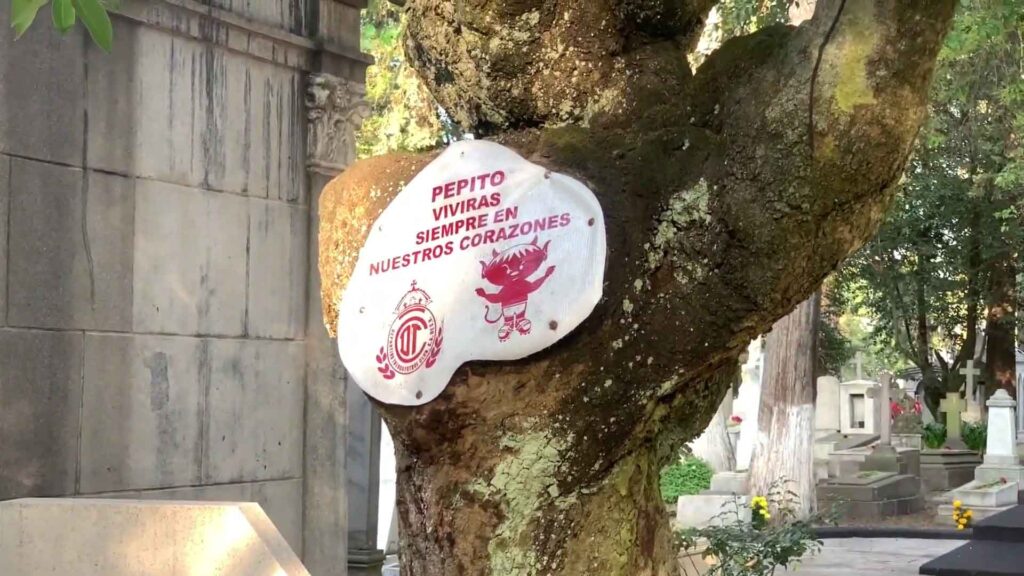 PEPITO
VIVIRAS
SIEMPRE EN
NUESTROS CORAZONES